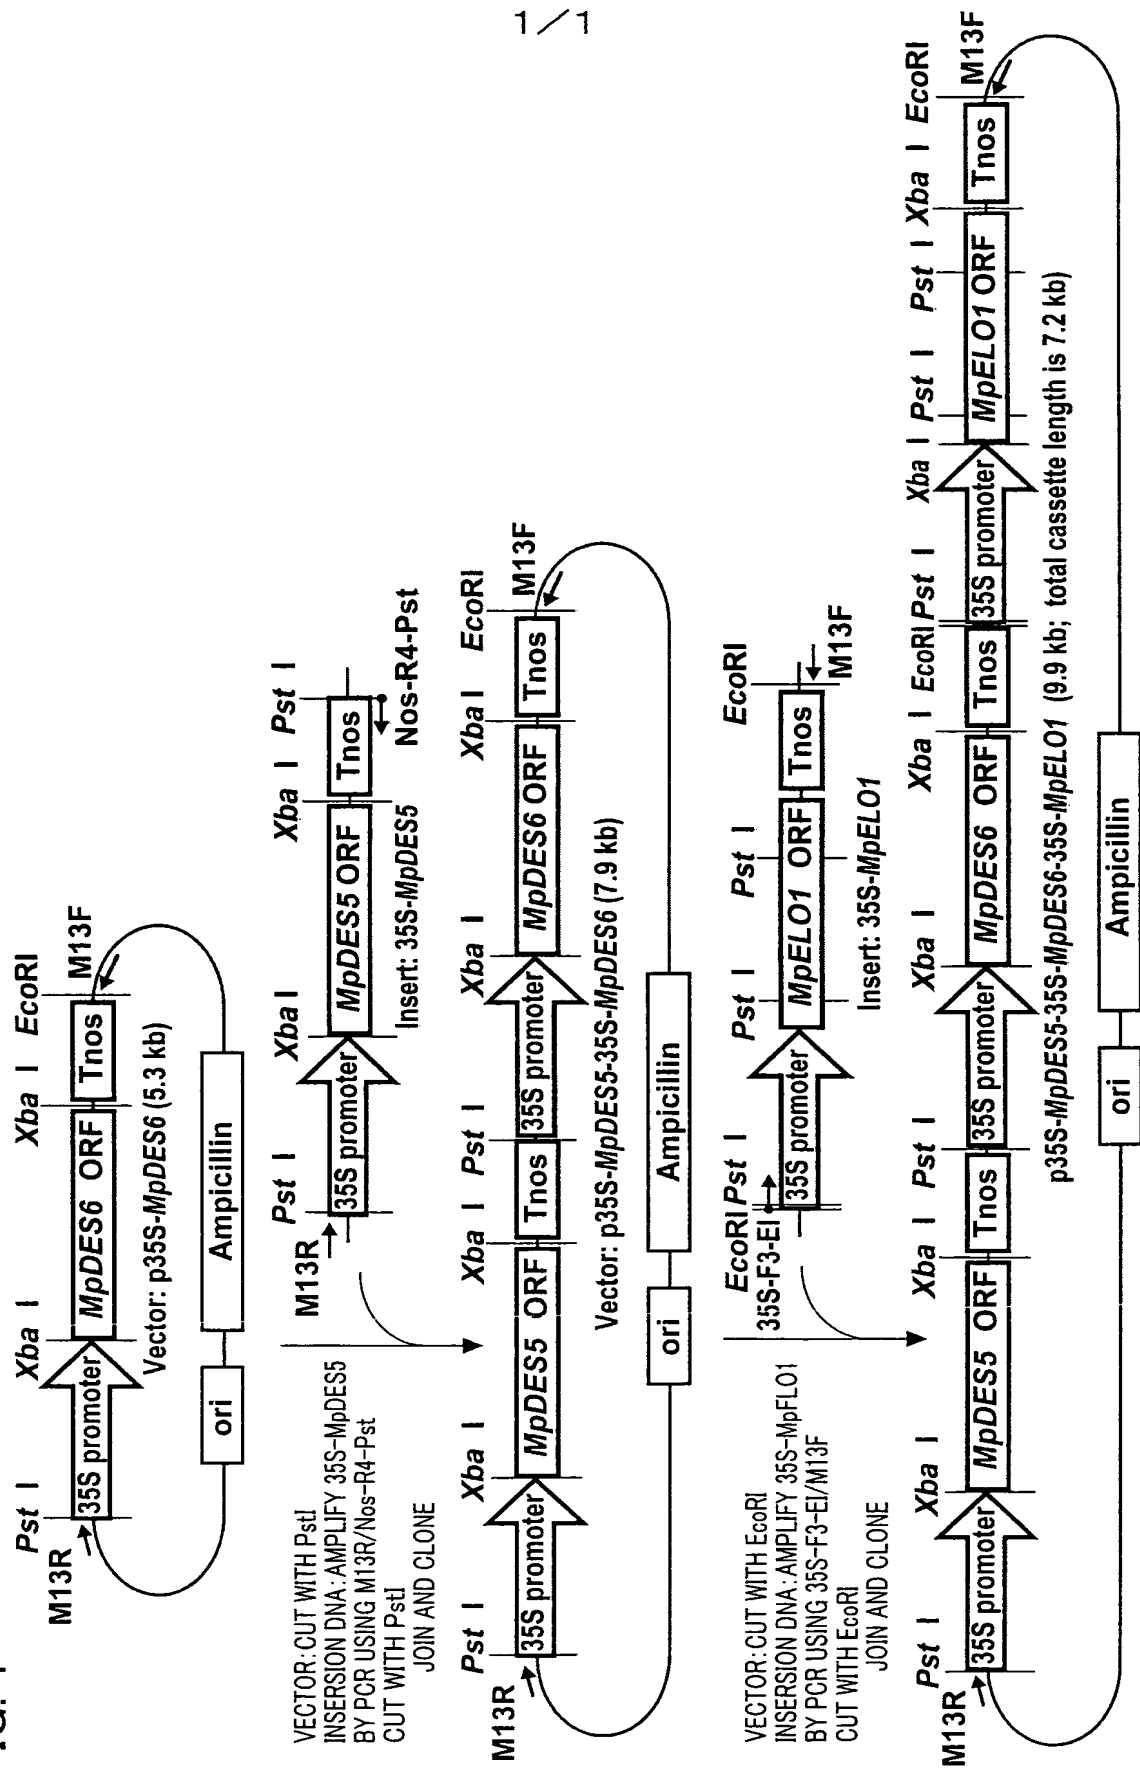 1／1
Pst I
Xba I
Xba I
EcoRI
M13R
35S promoter
MpDES6 ORF
Tnos
M13F
Vector: p35S-MpDES6 (5.3 kb)
ori
Ampicillin
VECTOR:CUT WITH PstI
INSERSION DNA:AMPLIFY 35S-MpDES5
BY PCR USING M13R/Nos-R4-Pst
CUT WITH PstI
JOIN AND CLONE
Pst I
XbaI
Xba I
Pst I
M13R
35S promoter
MpDES5 ORF
Tnos
Nos-R4-Pst
Insert: 35S-MpDES5
Pst I
Xba I
Xba I
Pst I
Xba I
Xba I
EcoRI
M13R
35S promoter
MpDES5 ORF
Tnos
35S promoter
MpDES6 ORF
Tnos
M13F
Vector: p35S-MpDES5-35S-MpDES6 (7.9 kb)
ori
Ampicillin
VECTOR:CUT WITH EcoRI
INSERSION DNA:AMPLIFY 35S-MpFLO1
BY PCR USING 35S-F3-EI/M13F
CUT WITH EcoRI
JOIN AND CLONE
EcoRI Pst I
Pst I
Pst I
EcoRI
35S-F3-EI
35S promoter
MpELO1 ORF
Tnos
M13F
Insert: 35S-MpELO1
Pst I
Xba I
Xba I
Pst I
Xba I
Xba I
EcoRI Pst I
Xba I
Pst I
Pst I
Xba I
EcoRI
M13R
35S promoter
MpDES5 ORF
Tnos
35S promoter
MpDES6 ORF
Tnos
35S promoter
MpELO1 ORF
Tnos
M13F
p35S-MpDES5-35S-MpDES6-35S-MpELO1 (9.9 kb; total cassette length is 7.2 kb)
ori
Ampicillin